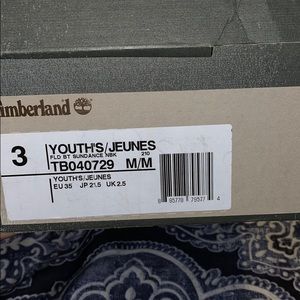 Timberland
3
YOUTH'S/JEUNES
FLD BT SUNDANCE NBK 210
TB040729 M/M
YOUTH'S/JEUNES
EU 35 JP 21.5 UK 2.5